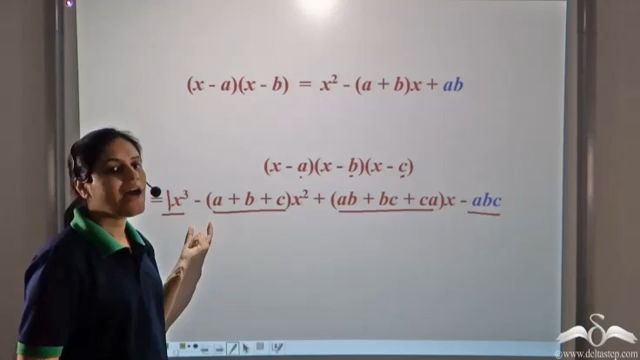 (x - a)(x - b) = x² - (a + b)x + ab
(x - a)(x - b)(x - c)
= x³ - (a + b + c)x² + (ab + bc + ca)x - abc
©www.deltastep.com